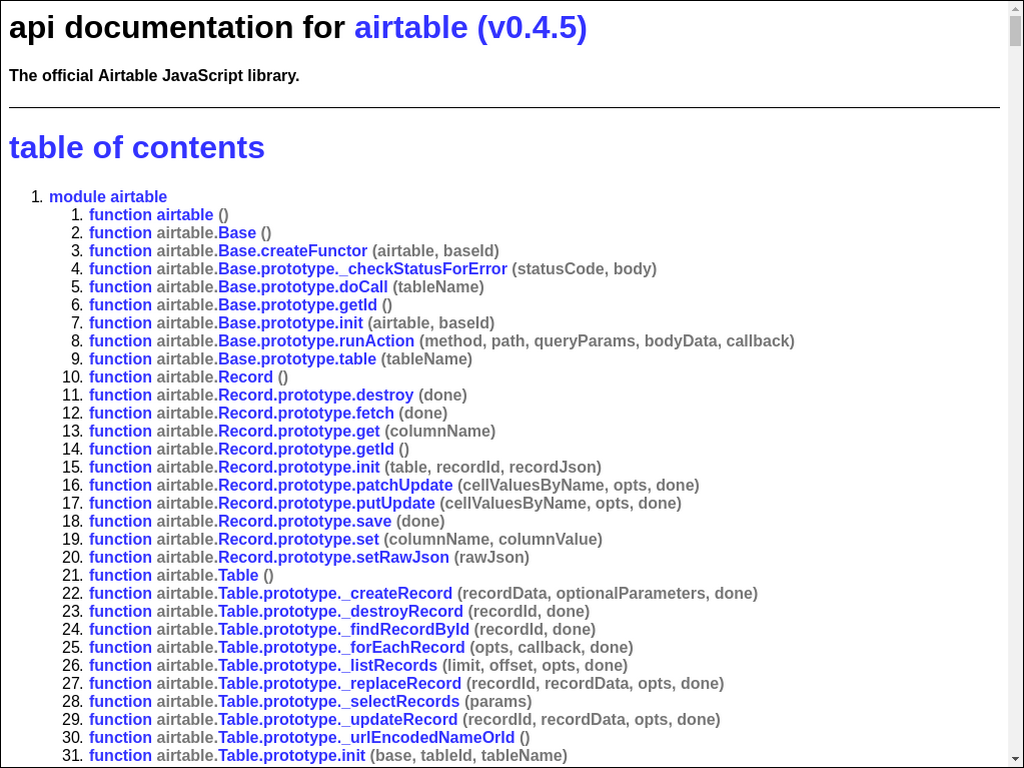 api documentation for airtable (v0.4.5)
The official Airtable JavaScript library.
table of contents
1. module airtable
1. function airtable ()
2. function airtable.Base ()
3. function airtable.Base.createFunctor (airtable, baseId)
4. function airtable.Base.prototype._checkStatusForError (statusCode, body)
5. function airtable.Base.prototype.doCall (tableName)
6. function airtable.Base.prototype.getId ()
7. function airtable.Base.prototype.init (airtable, baseId)
8. function airtable.Base.prototype.runAction (method, path, queryParams, bodyData, callback)
9. function airtable.Base.prototype.table (tableName)
10. function airtable.Record ()
11. function airtable.Record.prototype.destroy (done)
12. function airtable.Record.prototype.fetch (done)
13. function airtable.Record.prototype.get (columnName)
14. function airtable.Record.prototype.getId ()
15. function airtable.Record.prototype.init (table, recordId, recordJson)
16. function airtable.Record.prototype.patchUpdate (cellValuesByName, opts, done)
17. function airtable.Record.prototype.putUpdate (cellValuesByName, opts, done)
18. function airtable.Record.prototype.save (done)
19. function airtable.Record.prototype.set (columnName, columnValue)
20. function airtable.Record.prototype.setRawJson (rawJson)
21. function airtable.Table ()
22. function airtable.Table.prototype._createRecord (recordData, optionalParameters, done)
23. function airtable.Table.prototype._destroyRecord (recordId, done)
24. function airtable.Table.prototype._findRecordById (recordId, done)
25. function airtable.Table.prototype._forEachRecord (opts, callback, done)
26. function airtable.Table.prototype._listRecords (limit, offset, opts, done)
27. function airtable.Table.prototype._replaceRecord (recordId, recordData, opts, done)
28. function airtable.Table.prototype._selectRecords (params)
29. function airtable.Table.prototype._updateRecord (recordId, recordData, opts, done)
30. function airtable.Table.prototype._urlEncodedNameOrId ()
31. function airtable.Table.prototype.init (base, tableId, tableName)